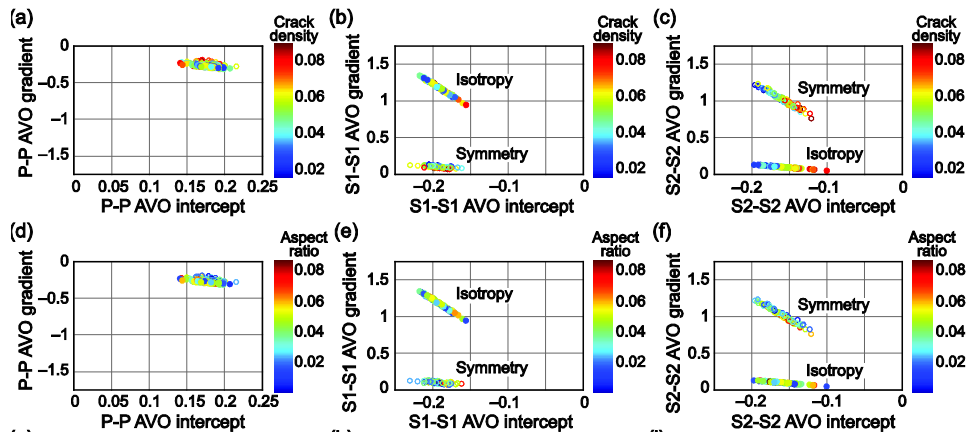 (a)
Crack
density
P-P AVO gradient
0
−0.5
−1
−1.5
0 0.05 0.1 0.15 0.2 0.25
P-P AVO intercept
0.08
0.06
0.04
0.02
(b)
Crack
density
S1-S1 AVO gradient
1.5
1
0.5
0
Isotropy
Symmetry
−0.2 −0.1 0
S1-S1 AVO intercept
0.08
0.06
0.04
0.02
(c)
Crack
density
S2-S2 AVO gradient
1.5
1
0.5
0
Symmetry
Isotropy
−0.2 −0.1 0
S2-S2 AVO intercept
0.08
0.06
0.04
0.02
(d)
Aspect
ratio
P-P AVO gradient
0
−0.5
−1
−1.5
0 0.05 0.1 0.15 0.2 0.25
P-P AVO intercept
0.08
0.06
0.04
0.02
(e)
Aspect
ratio
S1-S1 AVO gradient
1.5
1
0.5
0
Isotropy
Symmetry
−0.2 −0.1 0
S1-S1 AVO intercept
0.08
0.06
0.04
0.02
(f)
Aspect
ratio
S2-S2 AVO gradient
1.5
1
0.5
0
Symmetry
Isotropy
−0.2 −0.1 0
S2-S2 AVO intercept
0.08
0.06
0.04
0.02